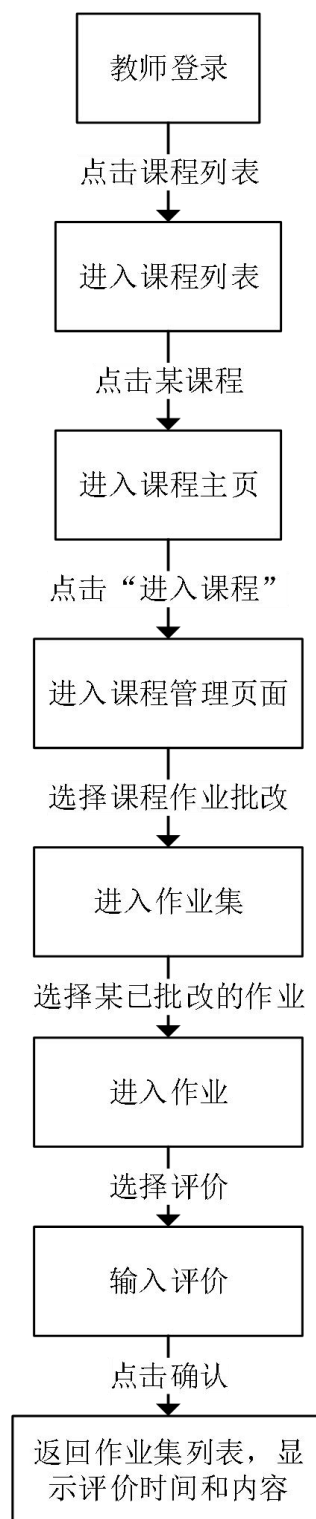 教师登录
点击课程列表
进入课程列表
点击某课程
进入课程主页
点击“进入课程”
进入课程管理页面
选择课程作业批改
进入作业集
选择某已批改的作业
进入作业
选择评价
输入评价
点击确认
返回作业集列表，显
示评价时间和内容